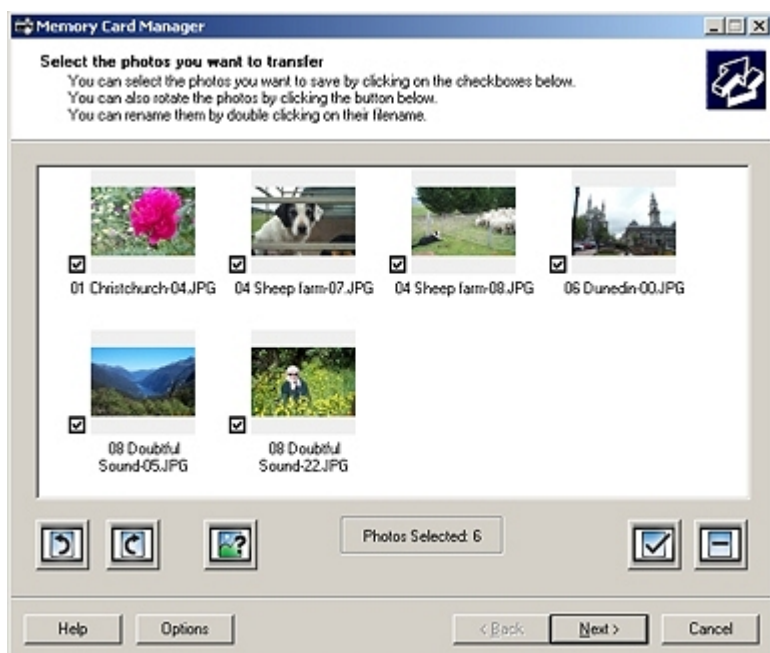 Memory Card Manager
Select the photos you want to transfer
You can select the photos you want to save by clicking on the checkboxes below.
You can also rotate the photos by clicking the button below.
You can rename them by double clicking on their filename.
01 Christchurch-04.JPG
04 Sheep farm-07.JPG
04 Sheep farm-08.JPG
06 Dunedin-00.JPG
08 Doubtful
Sound-05.JPG
08 Doubtful
Sound-22.JPG
Photos Selected: 6
Help
Options
< Back
Next >
Cancel